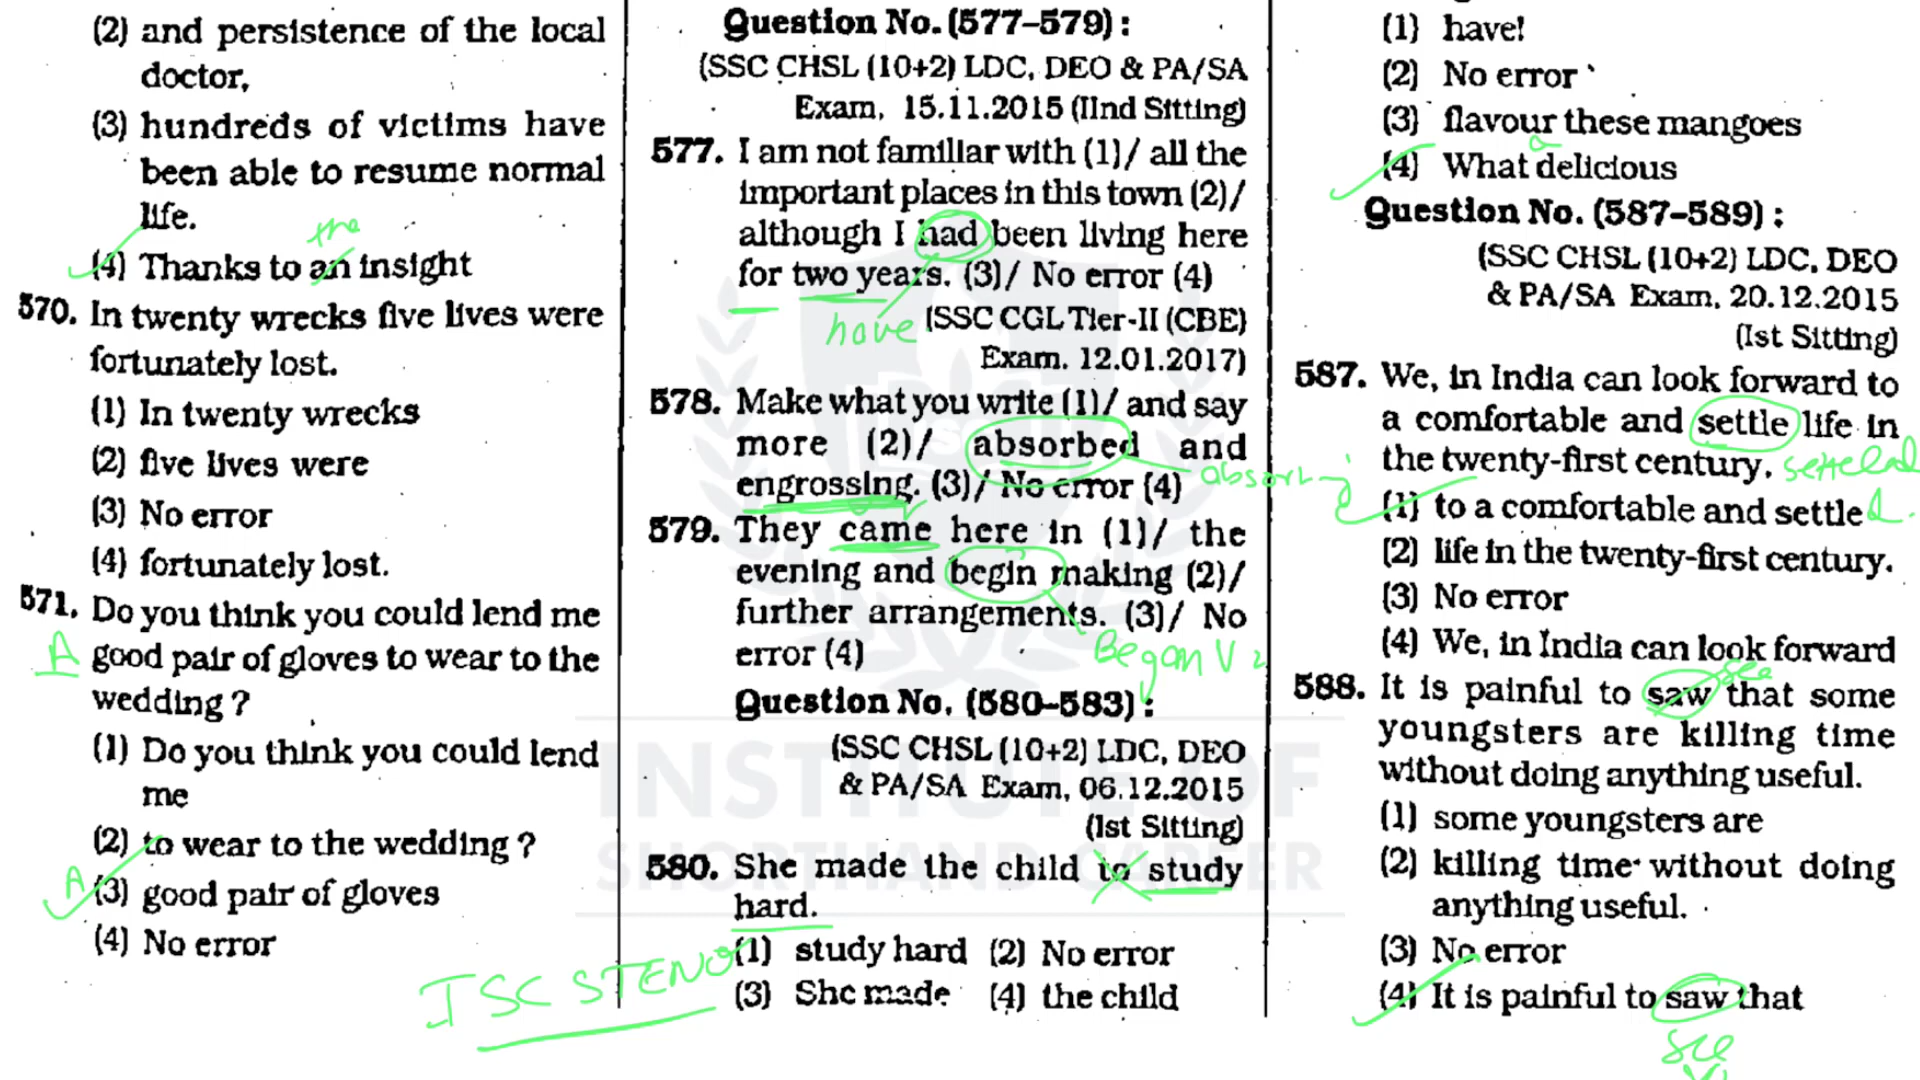 (2) and persistence of the local
doctor,
(3) hundreds of victims have
been able to resume normal
life.
the
(4) Thanks to an insight
570. In twenty wrecks five lives were
fortunately lost.
(1) In twenty wrecks
(2) five lives were
(3) No error
(4) fortunately lost.
571. Do you think you could lend me
A good pair of gloves to wear to the
wedding ?
(1) Do you think you could lend
me
(2) to wear to the wedding ?
A (3) good pair of gloves
(4) No error
ISC STENO
Question No. (577–579) :
(SSC CHSL (10+2) LDC, DEO & PA/SA
Exam, 15.11.2015 (IInd Sitting)
577. I am not familiar with (1)/ all the
important places in this town (2)/
although I had been living here
for two years. (3)/ No error (4)
have
(SSC CGL Tier-II (CBE)
Exam. 12.01.2017)
578. Make what you write (1)/ and say
more (2)/ absorbed and
absorbing
engrossing. (3)/ No error (4)
579. They came here in (1)/ the
evening and begin making (2)/
further arrangements. (3)/ No
error (4)
Began V2
Question No. (580–583) :
(SSC CHSL (10+2) LDC, DEO
& PA/SA Exam, 06.12.2015
(Ist Sitting)
INSTITUTE OF
SHORTHAND CAREER
580. She made the child to study
hard.
(1) study hard (2) No error
(3) She made (4) the child
(1) have!
(2) No error
(3) flavour these mangoes
a
(4) What delicious
Question No. (587–589) :
(SSC CHSL (10+2) LDC, DEO
& PA/SA Exam, 20.12.2015
(Ist Sitting)
587. We, in India can look forward to
a comfortable and settle life in
the twenty-first century.
(1) to a comfortable and settle d.
(2) life in the twenty-first century.
(3) No error
(4) We, in India can look forward
see
588. It is painful to saw that some
youngsters are killing time
without doing anything useful.
(1) some youngsters are
(2) killing time without doing
anything useful.
(3) No error
(4) It is painful to saw that
see